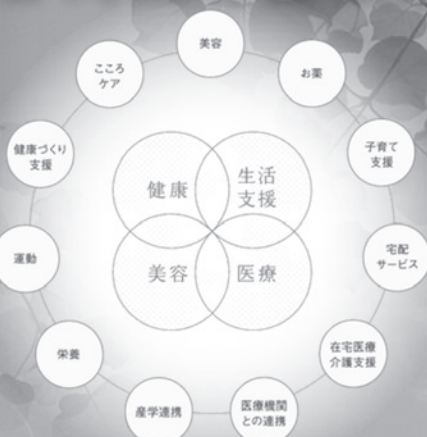 美容
お薬
子育て
支援
宅配
サービス
在宅医療
介護支援
医療機関
との連携
産学連携
栄養
運動
健康づくり
支援
こころ
ケア
健康
生活
支援
美容
医療